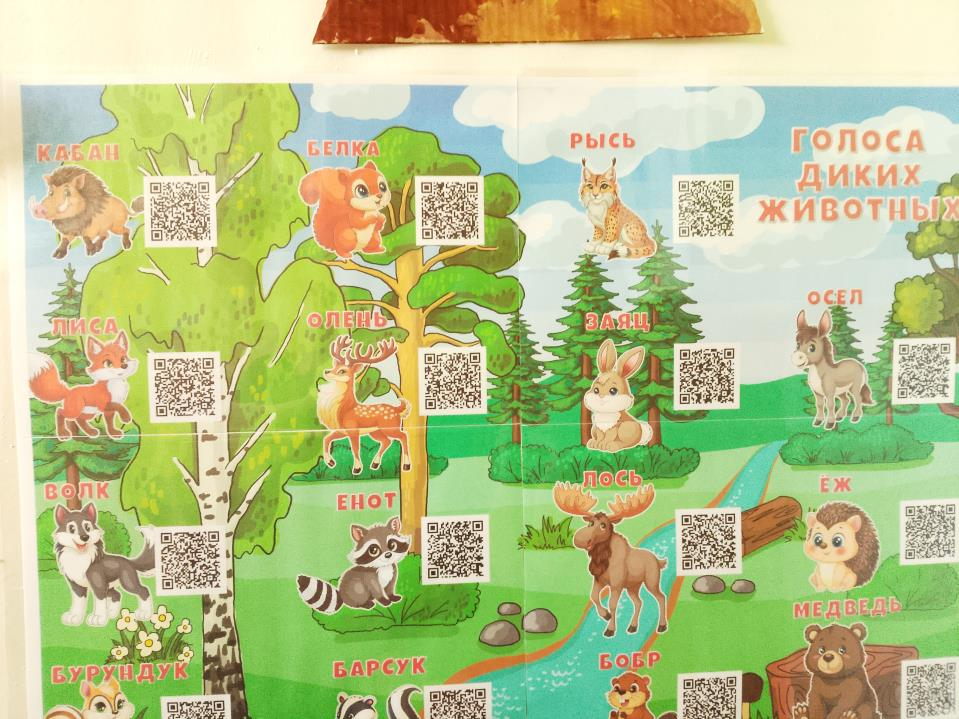 ГОЛОСА
ДИКИХ
ЖИВОТНЫХ
КАБАН
БЕЛКА
РЫСЬ
ЛИСА
ОЛЕНЬ
ЗАЯЦ
ОСЕЛ
ВОЛК
ЕНОТ
ЛОСЬ
ЁЖ
БУРУНДУК
БАРСУК
БОБР
МЕДВЕДЬ